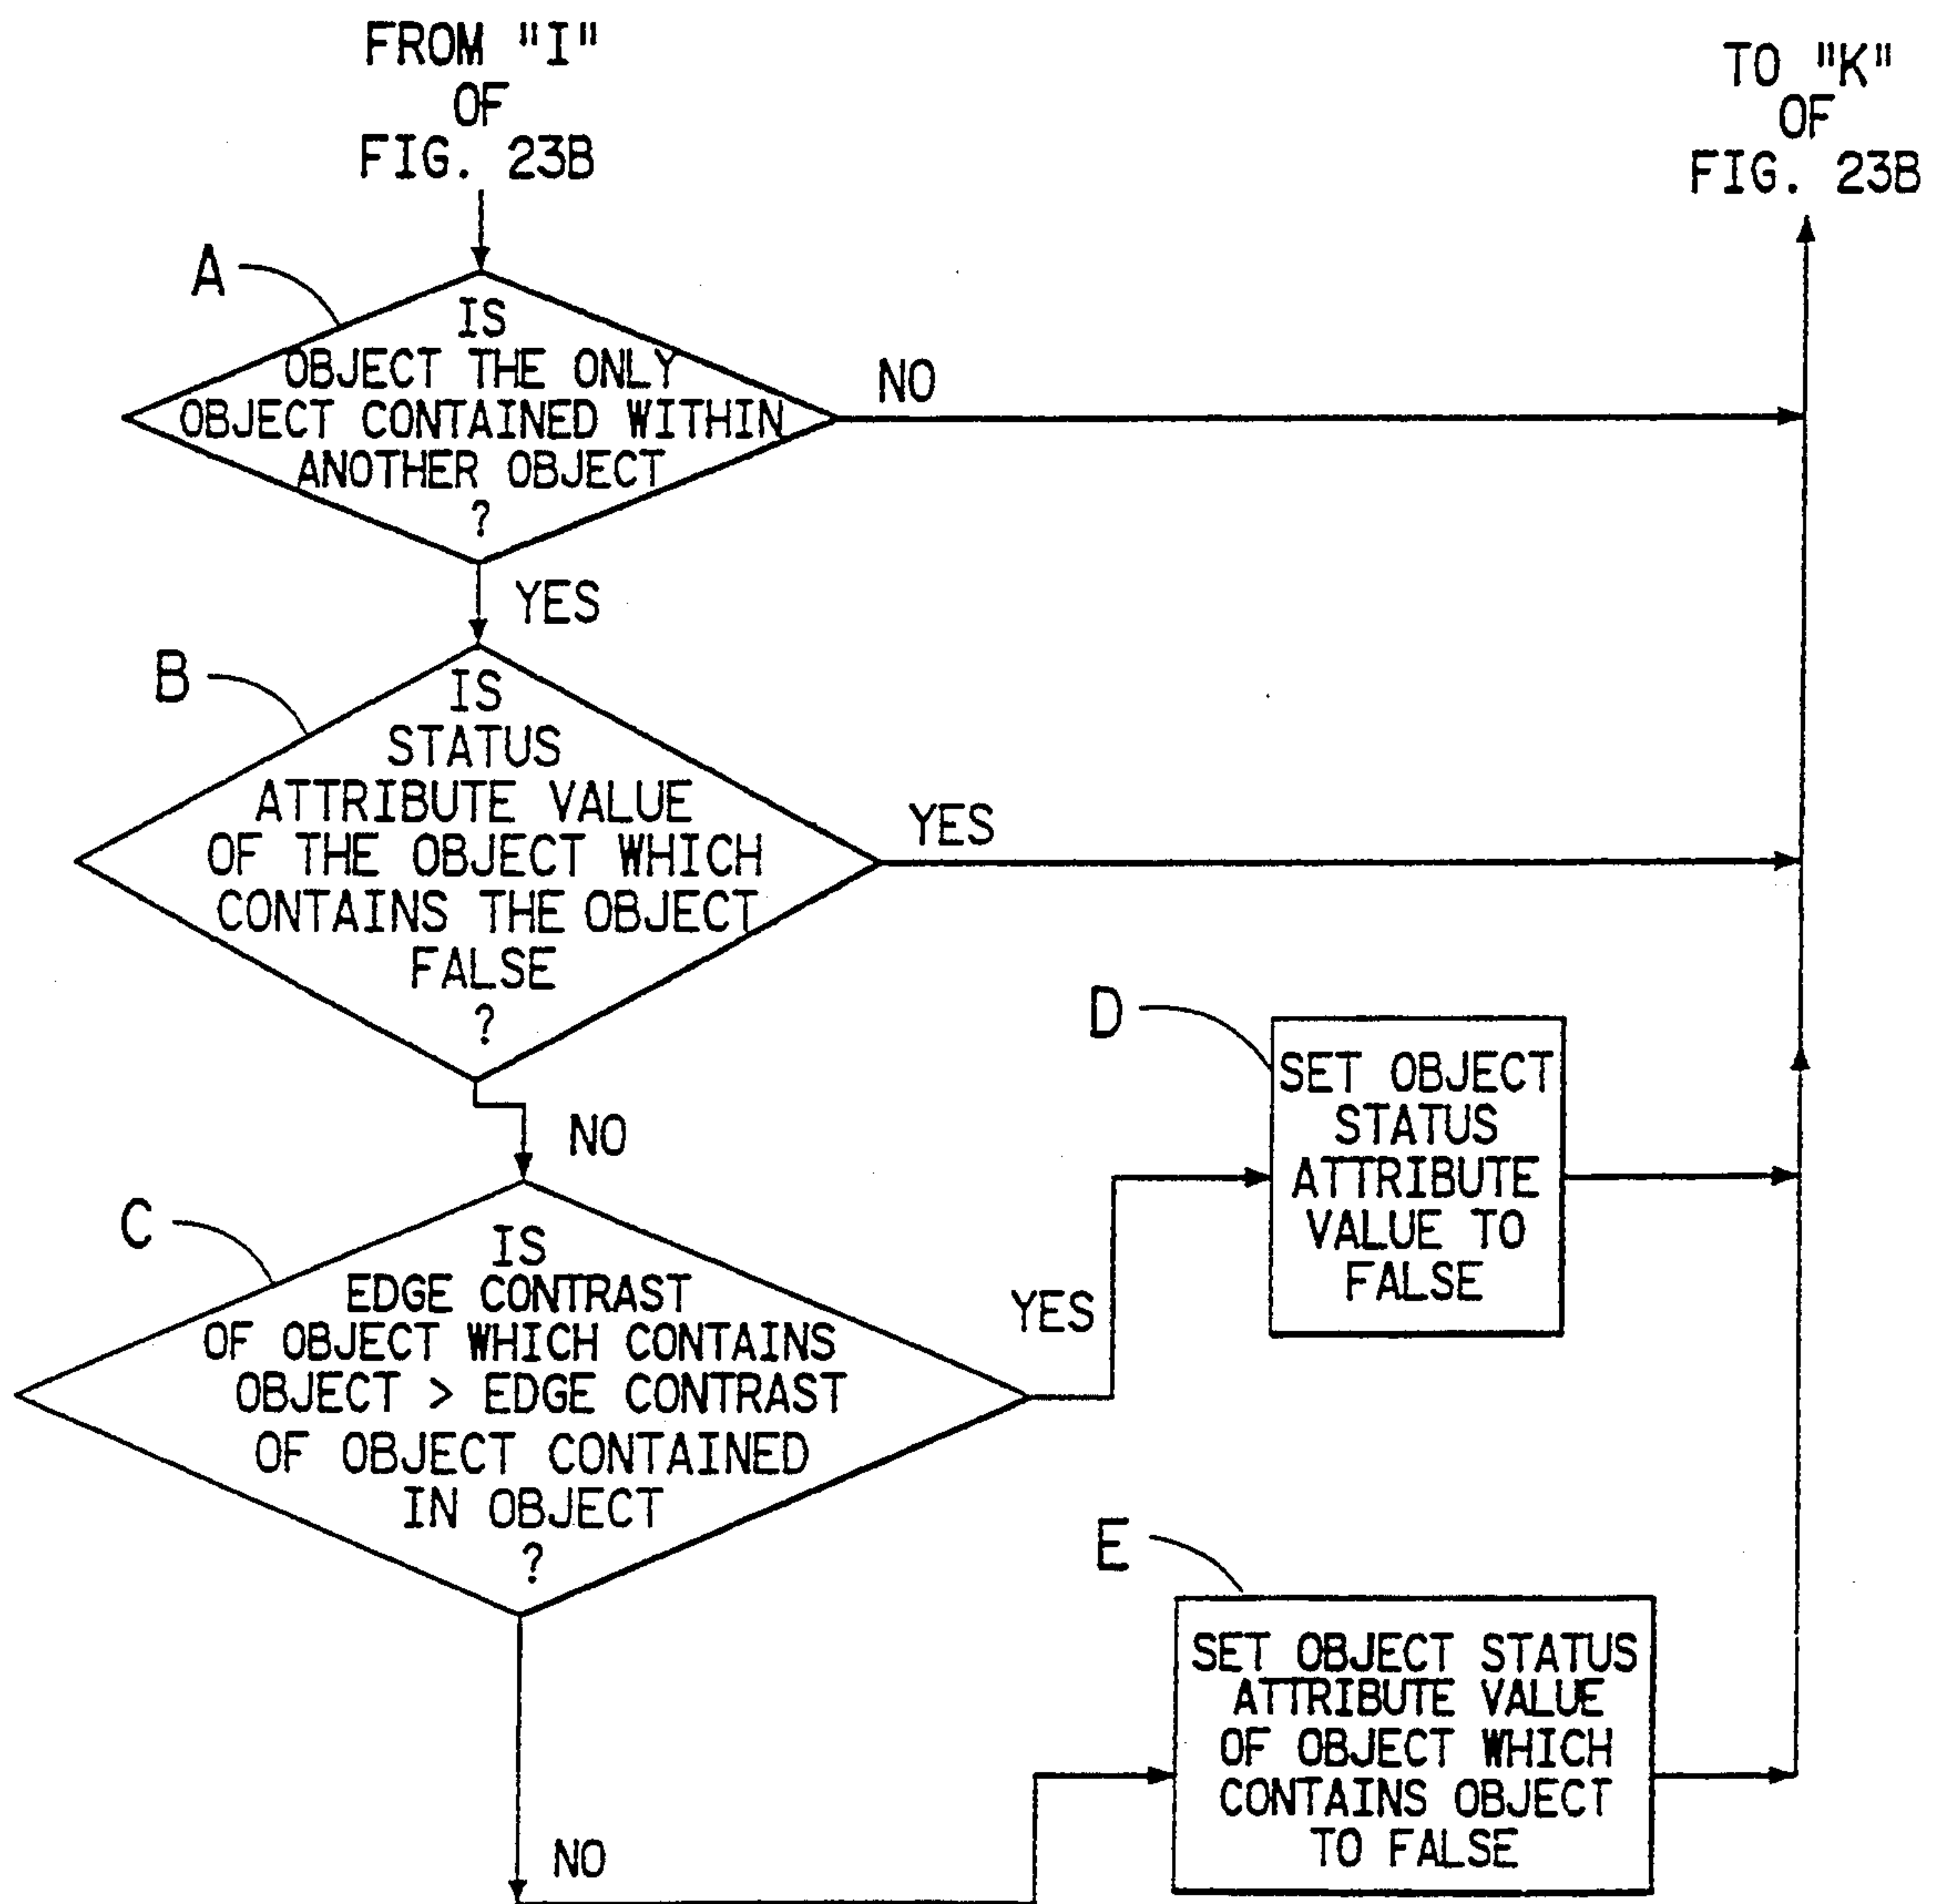 FROM "I"
OF
FIG. 23B
TO "K"
OF
FIG. 23B
A
IS
OBJECT THE ONLY
OBJECT CONTAINED WITHIN
ANOTHER OBJECT
?
NO
YES
B
IS
STATUS
ATTRIBUTE VALUE
OF THE OBJECT WHICH
CONTAINS THE OBJECT
FALSE
?
YES
NO
D
SET OBJECT
STATUS
ATTRIBUTE
VALUE TO
FALSE
C
IS
EDGE CONTRAST
OF OBJECT WHICH CONTAINS
OBJECT > EDGE CONTRAST
OF OBJECT CONTAINED
IN OBJECT
?
YES
NO
E
SET OBJECT STATUS
ATTRIBUTE VALUE
OF OBJECT WHICH
CONTAINS OBJECT
TO FALSE